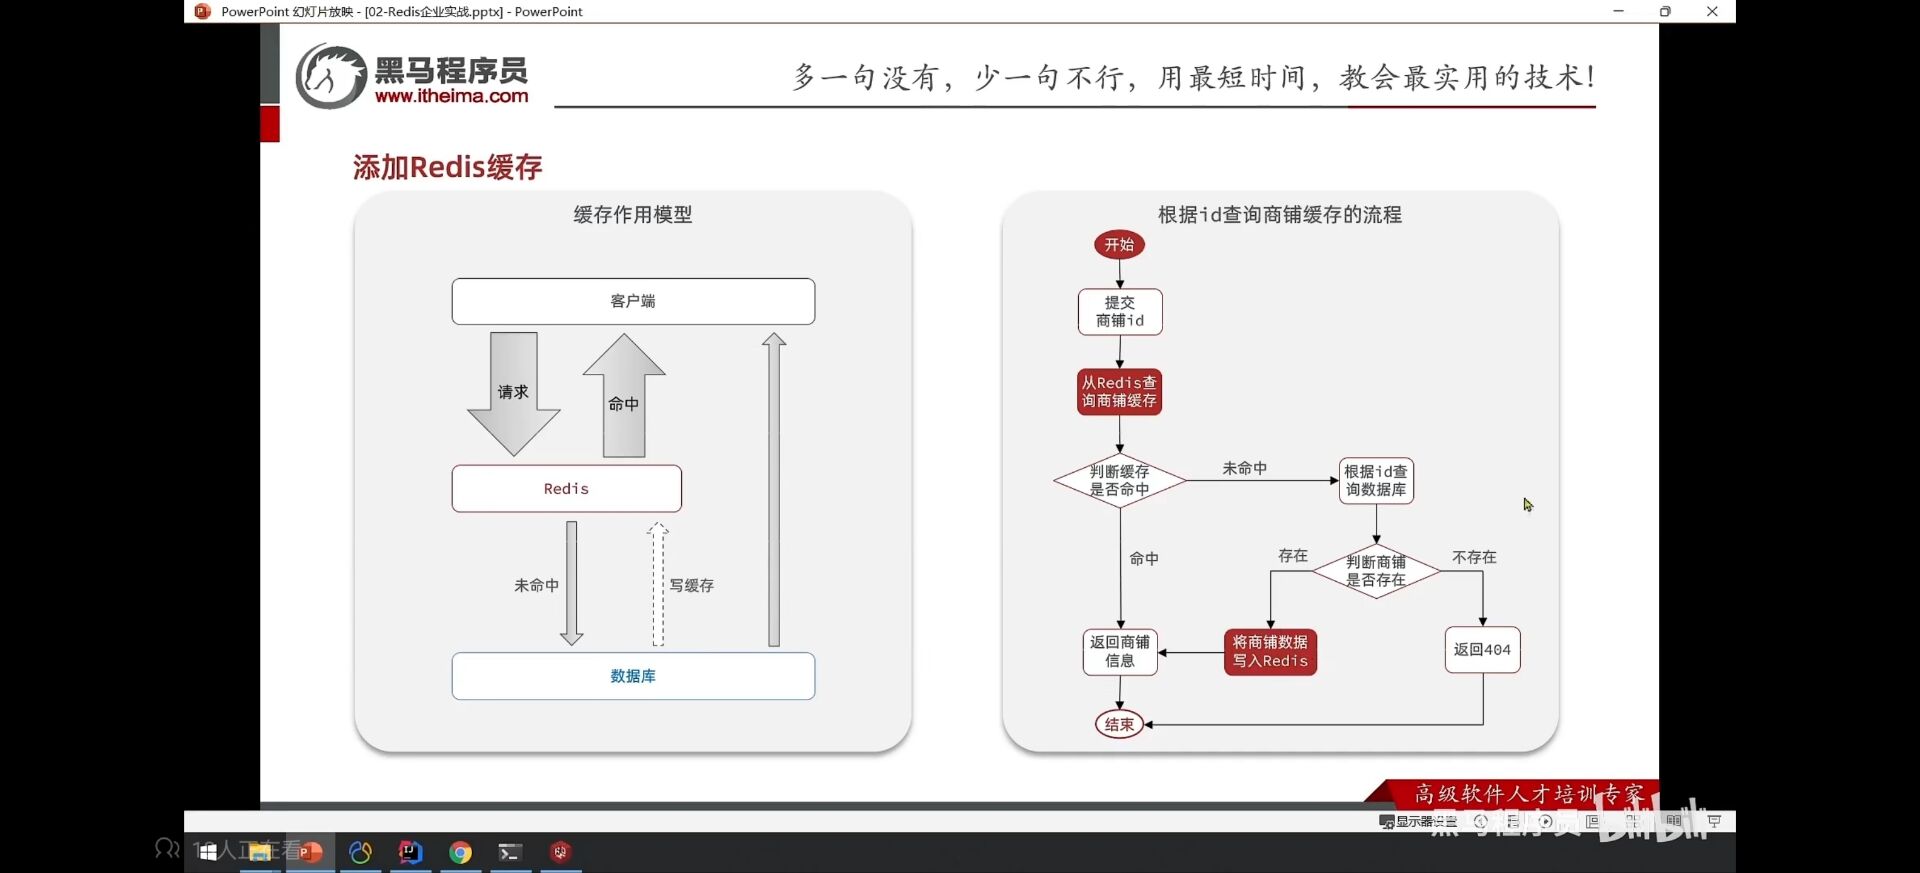 PowerPoint 幻灯片放映 - [02-Redis企业实战.pptx] - PowerPoint
黑马程序员
www.itheima.com
多一句没有，少一句不行，用最短时间，教会最实用的技术！
添加Redis缓存
缓存作用模型
客户端
请求
命中
Redis
未命中
写缓存
数据库
根据id查询商铺缓存的流程
开始
提交
商铺id
从Redis查
询商铺缓存
判断缓存
是否命中
未命中
根据id查
询数据库
命中
存在
判断商铺
是否存在
不存在
返回商铺
信息
将商铺数据
写入Redis
返回404
结束
高级软件人才培训专家
黑马程序员
bilibili
显示器设置
人正在看